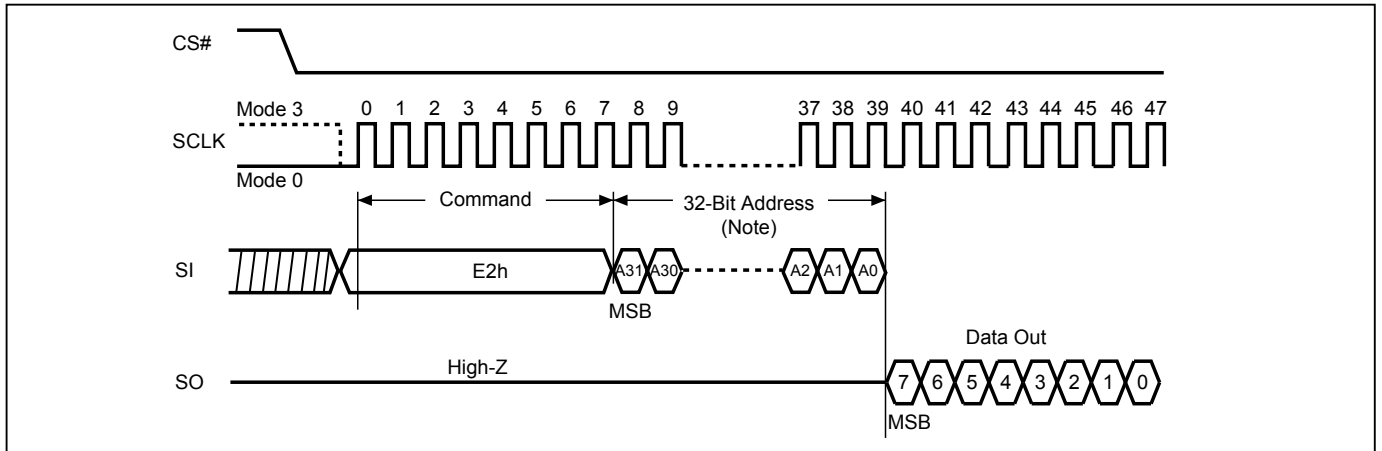 CS#
Mode 3
0 1 2 3 4 5 6 7 8 9 37 38 39 40 41 42 43 44 45 46 47
SCLK
Mode 0
Command
32-Bit Address
(Note)
SI
E2h
A31 A30 A2 A1 A0
MSB
Data Out
High-Z
SO
7 6 5 4 3 2 1 0
MSB